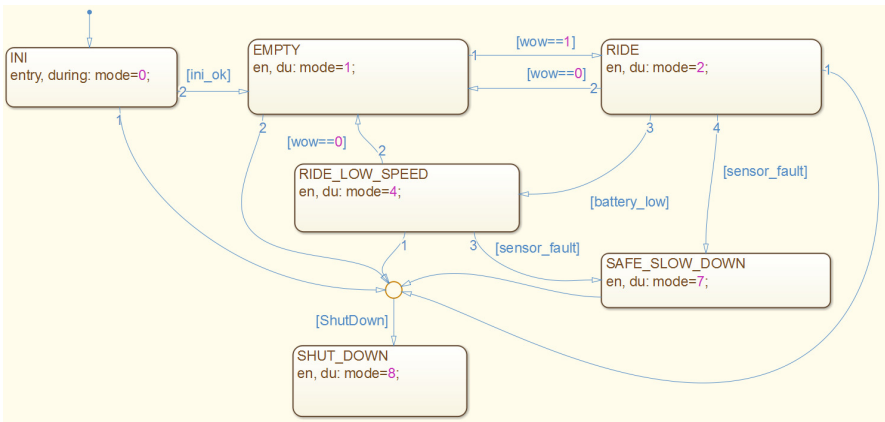 INI
entry, during: mode=0;
[ini_ok]
1
2
EMPTY
en, du: mode=1;
1
2
[wow==1]
[wow==0]
RIDE
en, du: mode=2;
1
2
3
4
[wow==0]
2
RIDE_LOW_SPEED
en, du: mode=4;
1
3
[battery_low]
[sensor_fault]
[sensor_fault]
SAFE_SLOW_DOWN
en, du: mode=7;
[ShutDown]
SHUT_DOWN
en, du: mode=8;